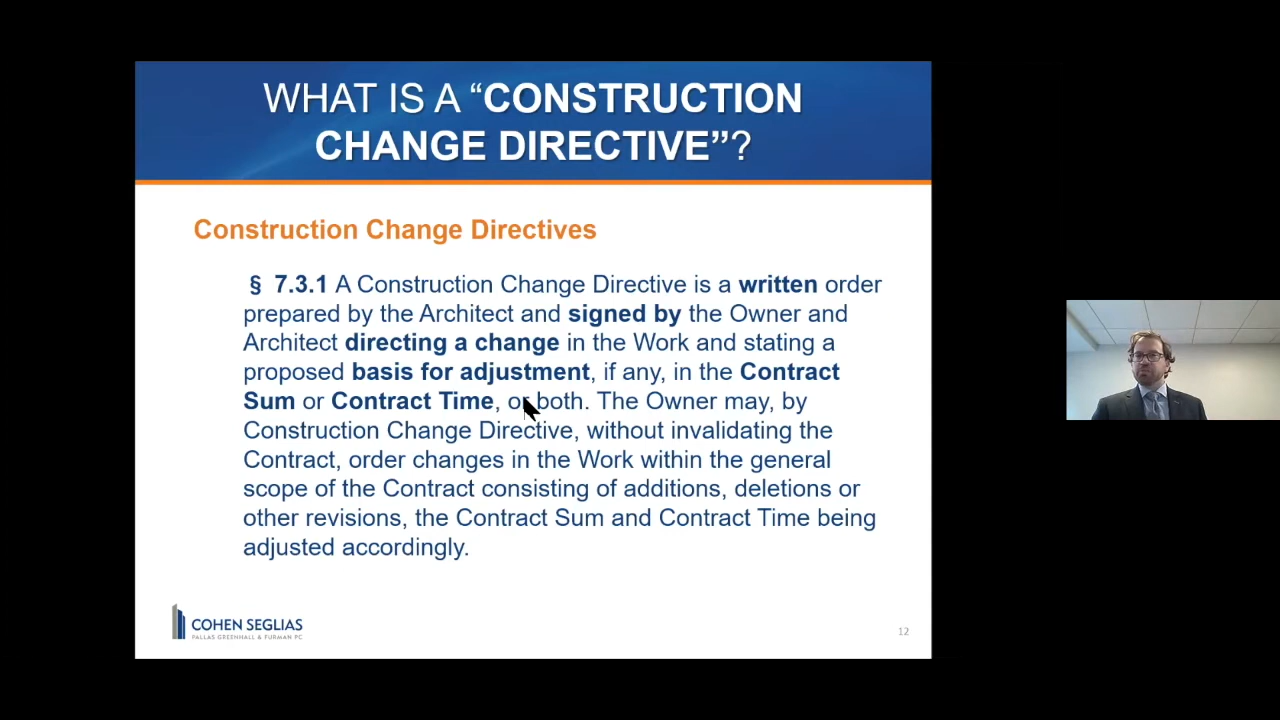 WHAT IS A “CONSTRUCTION
CHANGE DIRECTIVE”?
Construction Change Directives
§ 7.3.1 A Construction Change Directive is a written order
prepared by the Architect and signed by the Owner and
Architect directing a change in the Work and stating a
proposed basis for adjustment, if any, in the Contract
Sum or Contract Time, or both. The Owner may, by
Construction Change Directive, without invalidating the
Contract, order changes in the Work within the general
scope of the Contract consisting of additions, deletions or
other revisions, the Contract Sum and Contract Time being
adjusted accordingly.
COHEN SEGLIAS
PALLAS GREENHALL & FURMAN PC
12